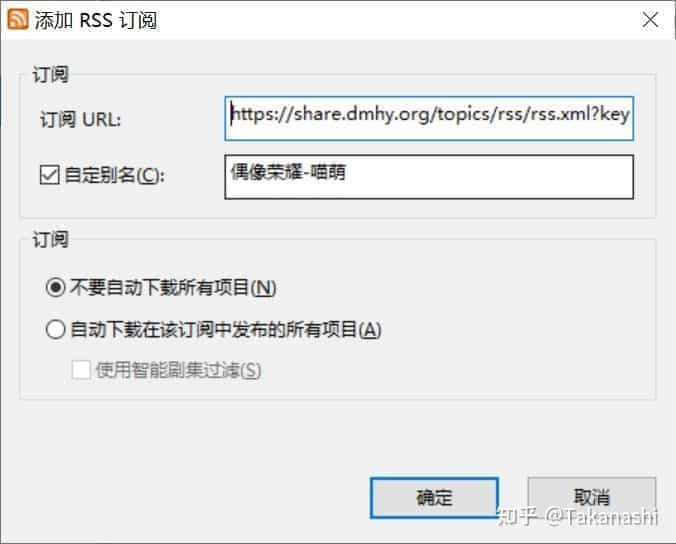 添加 RSS 订阅
订阅
订阅 URL:
https://share.dmhy.org/topics/rss/rss.xml?key
自定别名(C):
偶像荣耀-喵萌
订阅
不要自动下载所有项目(N)
自动下载在该订阅中发布的所有项目(A)
使用智能剧集过滤(S)
确定
取消
知乎 @Takanashi